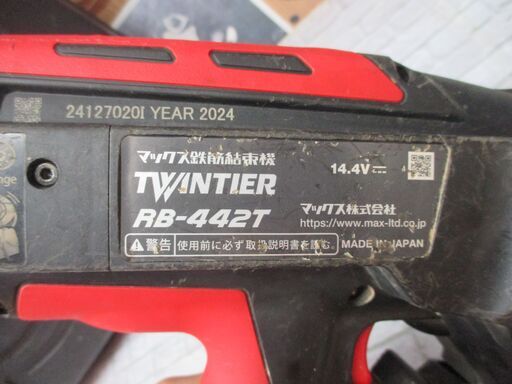 24127020I YEAR 2024
マックス鉄筋結束機
14.4V
TWINTIER
RB-442T
マックス株式会社
https://www.max-ltd.co.jp
警告 使用前に必ず取扱説明書を読む。
MADE IN JAPAN
nge